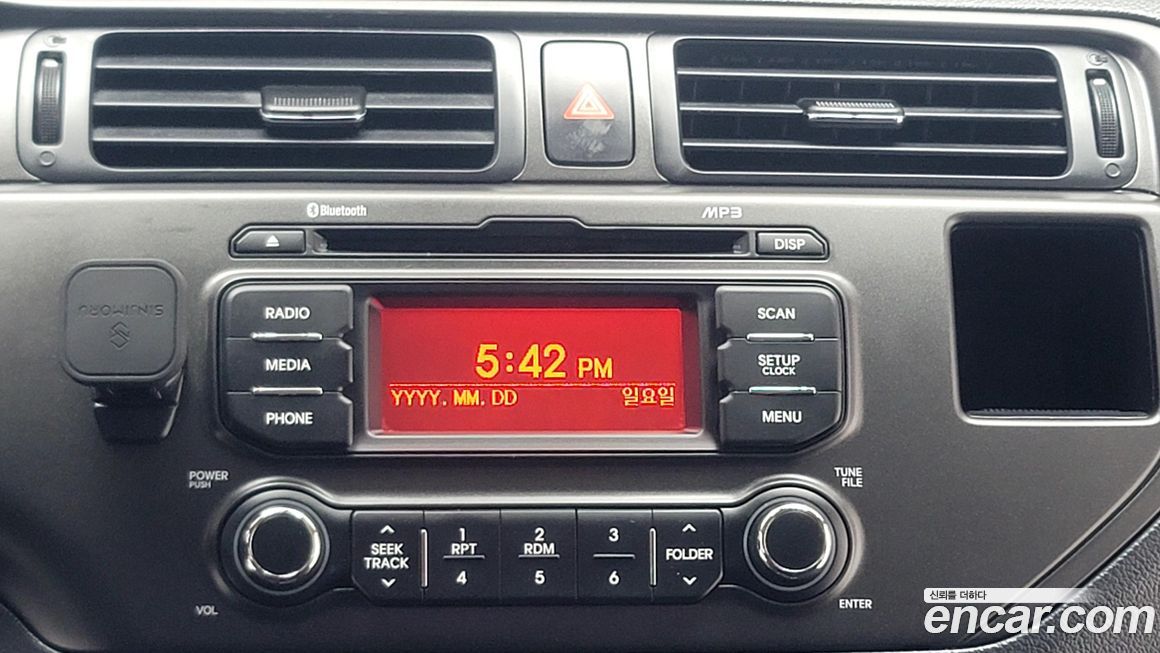 Bluetooth
MP3
DISP
RADIO
MEDIA
PHONE
5:42 PM
YYYY.MM.DD 일요일
SCAN
SETUP
CLOCK
MENU
SINJIMORU
POWER
PUSH
VOL
SEEK
TRACK
1
RPT
4
2
RDM
5
3
6
FOLDER
TUNE
FILE
ENTER
신뢰를 더하다
encar.com